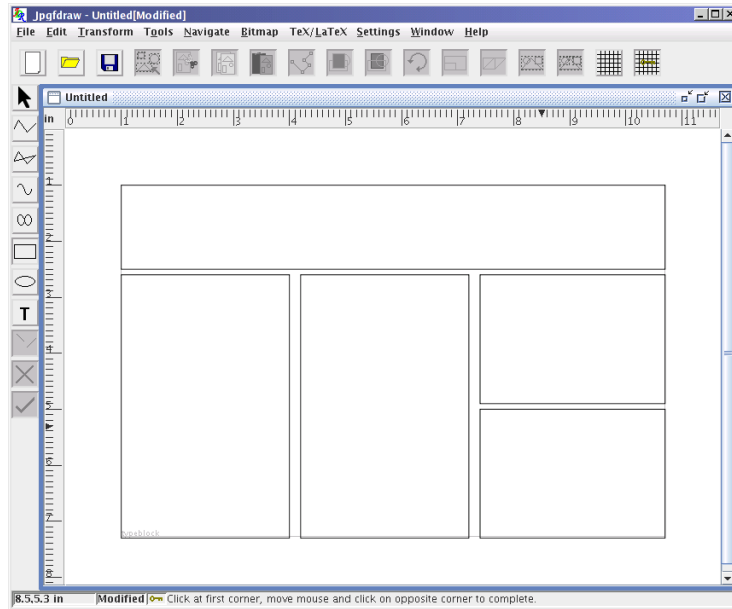 Jpgfdraw - Untitled[Modified]
File Edit Transform Tools Navigate Bitmap TeX/LaTeX Settings Window Help
Untitled
in 0 1 2 3 4 5 6 7 8 9 10 11
1
2
3
T
4
5
6
7
typeblock
8
8.5,5.3 in Modified Click at first corner, move mouse and click on opposite corner to complete.